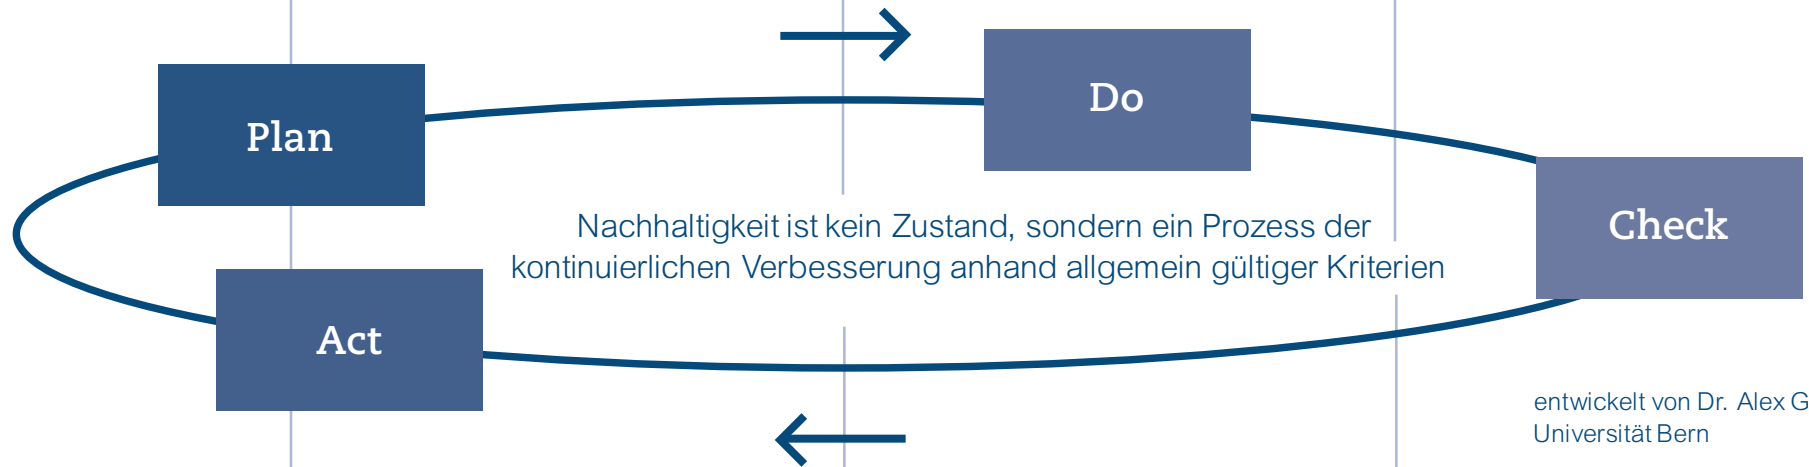 Plan
Do
Check
Act
Nachhaltigkeit ist kein Zustand, sondern ein Prozess der
kontinuierlichen Verbesserung anhand allgemein gültiger Kriterien
entwickelt von Dr. Alex
Universität Bern